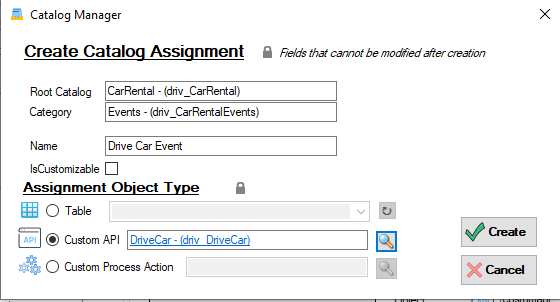 Catalog Manager
Create Catalog Assignment Fields that cannot be modified after creation
Root Catalog CarRental - (driv_CarRental)
Category Events - (driv_CarRentalEvents)
Name Drive Car Event
IsCustomizable
Assignment Object Type
Table
API Custom API DriveCar - (driv_DriveCar) Create
Custom Process Action Cancel